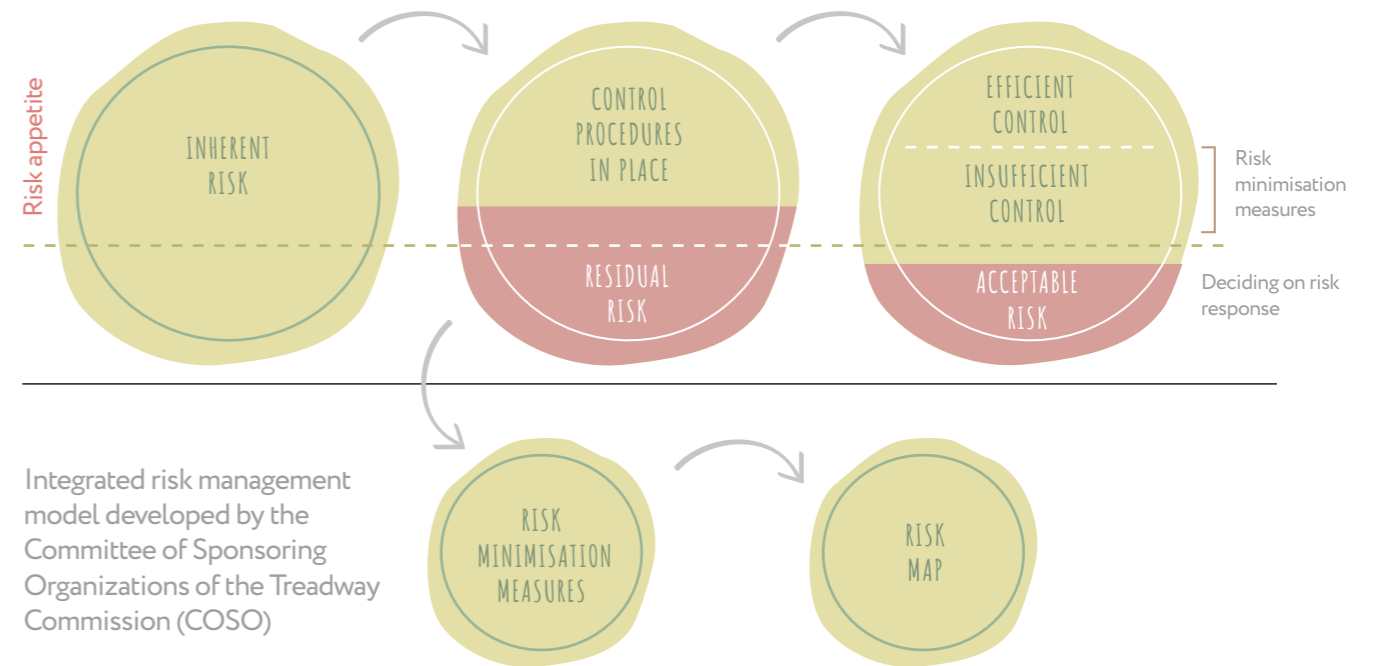 Risk appetite
INHERENT
RISK
CONTROL
PROCEDURES
IN PLACE
RESIDUAL
RISK
EFFICIENT
CONTROL
INSUFFICIENT
CONTROL
ACCEPTABLE
RISK
Risk
minimisation
measures
Deciding on risk
response
Integrated risk management
model developed by the
Committee of Sponsoring
Organizations of the Treadway
Commission (COSO)
RISK
MINIMISATION
MEASURES
RISK
MAP